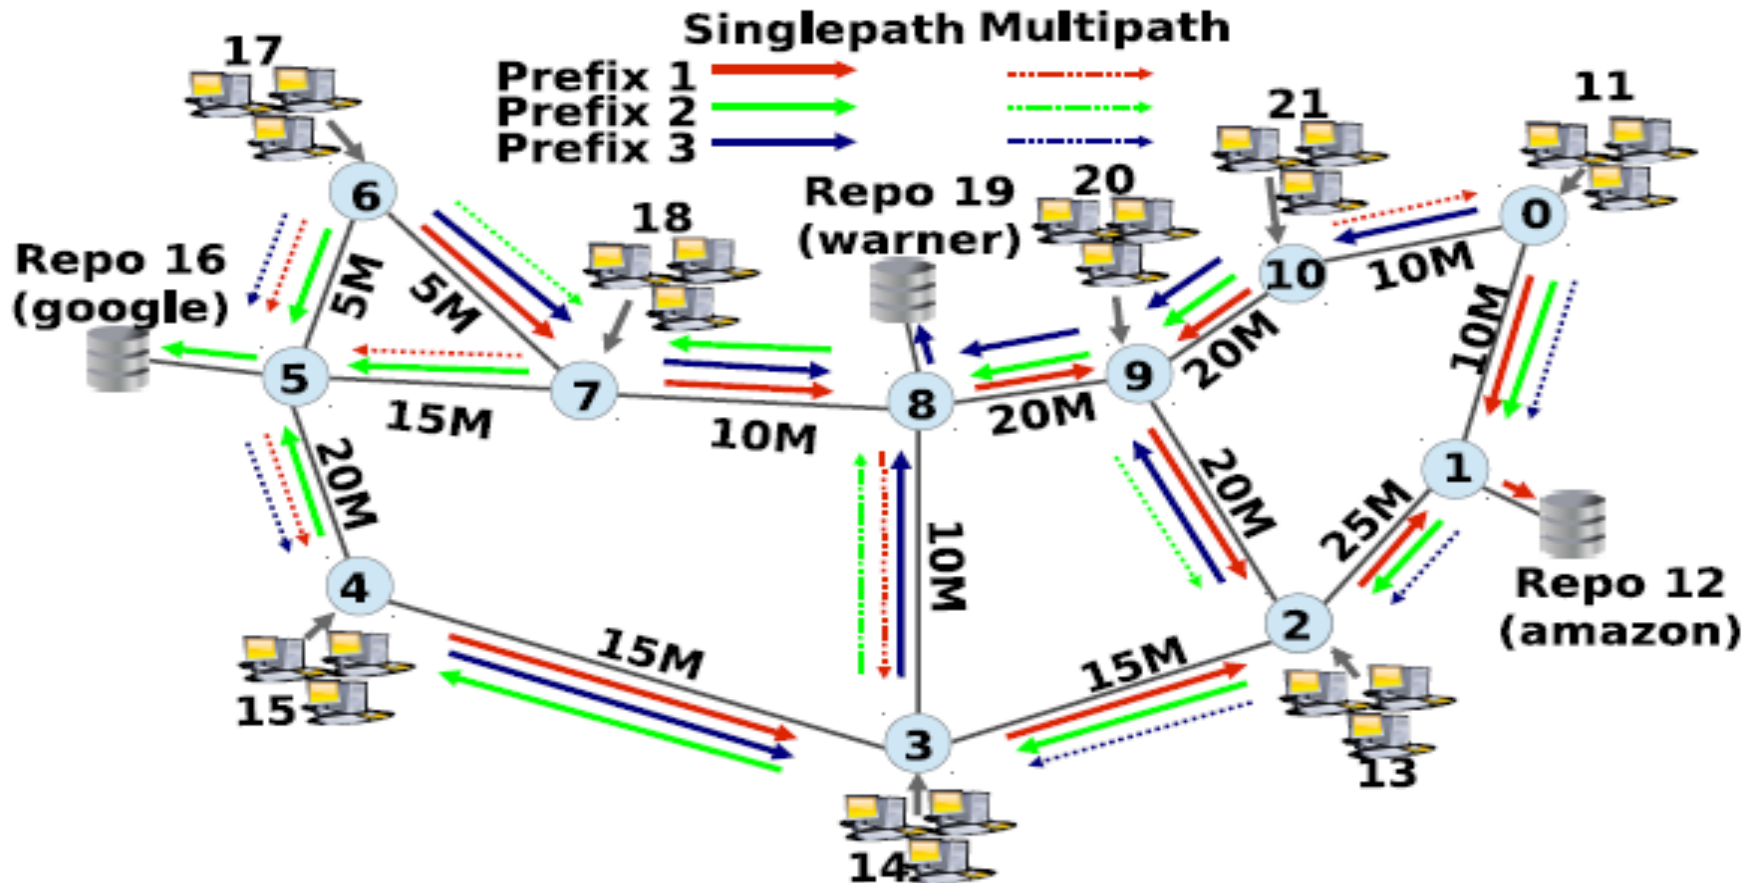 Singlepath Multipath
Prefix 1
Prefix 2
Prefix 3
17
21
11
Repo 19
(warner)
20
18
6
0
Repo 16
(google)
10
10M
5M
5M
10M
20M
5
7
8
9
15M
10M
20M
20M
20M
1
25M
10M
15M
4
15M
2
Repo 12
(amazon)
15
3
13
14